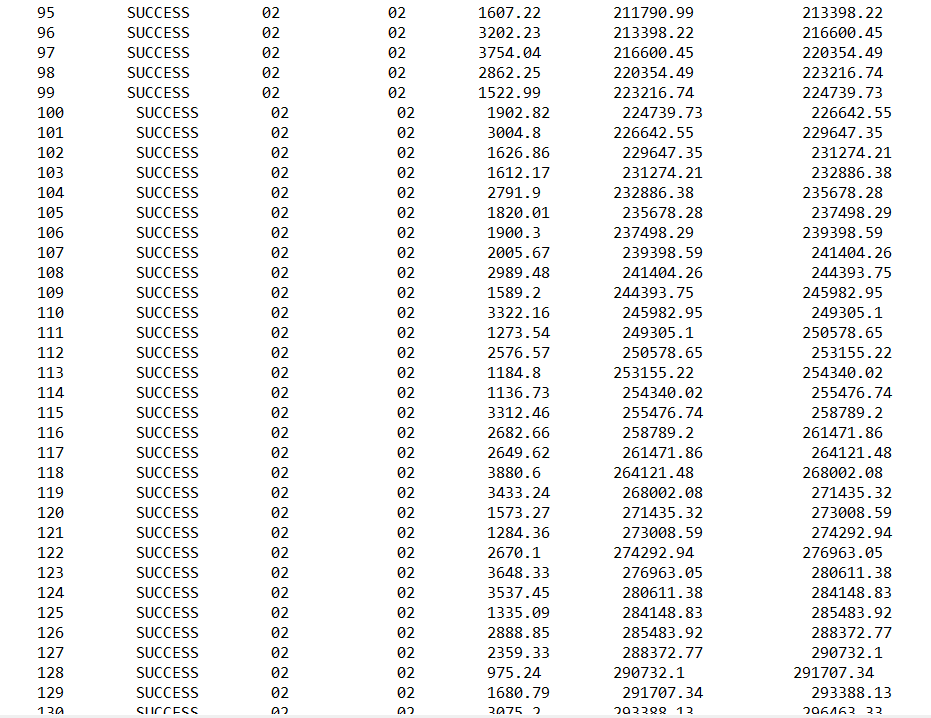 95 SUCCESS 02 02 1607.22 211790.99 213398.22
96 SUCCESS 02 02 3202.23 213398.22 216600.45
97 SUCCESS 02 02 3754.04 216600.45 220354.49
98 SUCCESS 02 02 2862.25 220354.49 223216.74
99 SUCCESS 02 02 1522.99 223216.74 224739.73
100 SUCCESS 02 02 1902.82 224739.73 226642.55
101 SUCCESS 02 02 3004.8 226642.55 229647.35
102 SUCCESS 02 02 1626.86 229647.35 231274.21
103 SUCCESS 02 02 1612.17 231274.21 232886.38
104 SUCCESS 02 02 2791.9 232886.38 235678.28
105 SUCCESS 02 02 1820.01 235678.28 237498.29
106 SUCCESS 02 02 1900.3 237498.29 239398.59
107 SUCCESS 02 02 2005.67 239398.59 241404.26
108 SUCCESS 02 02 2989.48 241404.26 244393.75
109 SUCCESS 02 02 1589.2 244393.75 245982.95
110 SUCCESS 02 02 3322.16 245982.95 249305.1
111 SUCCESS 02 02 1273.54 249305.1 250578.65
112 SUCCESS 02 02 2576.57 250578.65 253155.22
113 SUCCESS 02 02 1184.8 253155.22 254340.02
114 SUCCESS 02 02 1136.73 254340.02 255476.74
115 SUCCESS 02 02 3312.46 255476.74 258789.2
116 SUCCESS 02 02 2682.66 258789.2 261471.86
117 SUCCESS 02 02 2649.62 261471.86 264121.48
118 SUCCESS 02 02 3880.6 264121.48 268002.08
119 SUCCESS 02 02 3433.24 268002.08 271435.32
120 SUCCESS 02 02 1573.27 271435.32 273008.59
121 SUCCESS 02 02 1284.36 273008.59 274292.94
122 SUCCESS 02 02 2670.1 274292.94 276963.05
123 SUCCESS 02 02 3648.33 276963.05 280611.38
124 SUCCESS 02 02 3537.45 280611.38 284148.83
125 SUCCESS 02 02 1335.09 284148.83 285483.92
126 SUCCESS 02 02 2888.85 285483.92 288372.77
127 SUCCESS 02 02 2359.33 288372.77 290732.1
128 SUCCESS 02 02 975.24 290732.1 291707.34
129 SUCCESS 02 02 1680.79 291707.34 293388.13
130 SUCCESS 02 02 3075.2 293388.13 296463.33